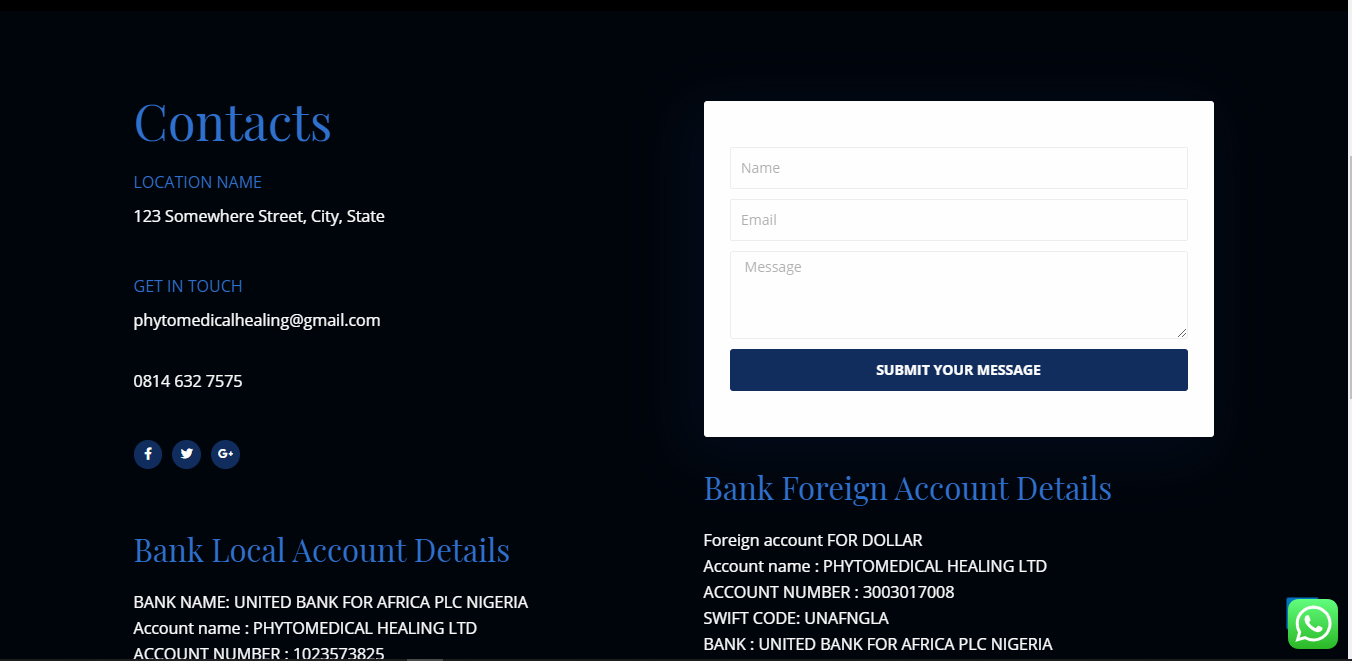 Contacts
LOCATION NAME
123 Somewhere Street, City, State
GET IN TOUCH
phytomedicalhealing@gmail.com
0814 632 7575
Bank Local Account Details
BANK NAME: UNITED BANK FOR AFRICA PLC NIGERIA
Account name : PHYTOMEDICAL HEALING LTD
ACCOUNT NUMBER : 1023573825
Name
Email
Message
SUBMIT YOUR MESSAGE
Bank Foreign Account Details
Foreign account FOR DOLLAR
Account name : PHYTOMEDICAL HEALING LTD
ACCOUNT NUMBER : 3003017008
SWIFT CODE: UNAFNGLA
BANK : UNITED BANK FOR AFRICA PLC NIGERIA